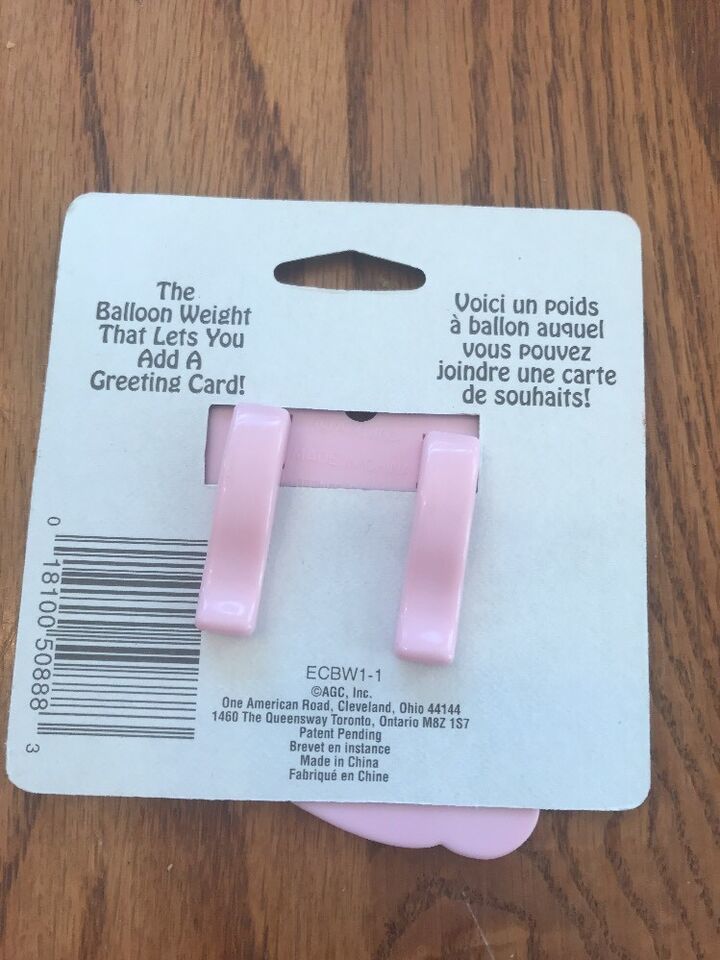 The
Balloon Weight
That Lets You
Add A
Greeting Card!
Voici un poids
à ballon auquel
vous pouvez
joindre une carte
de souhaits!
0 18100 50888 3
ECBW1-1
©AGC, Inc.
One American Road, Cleveland, Ohio 44144
1460 The Queensway Toronto, Ontario M8Z 1S7
Patent Pending
Brevet en instance
Made in China
Fabriqué en Chine